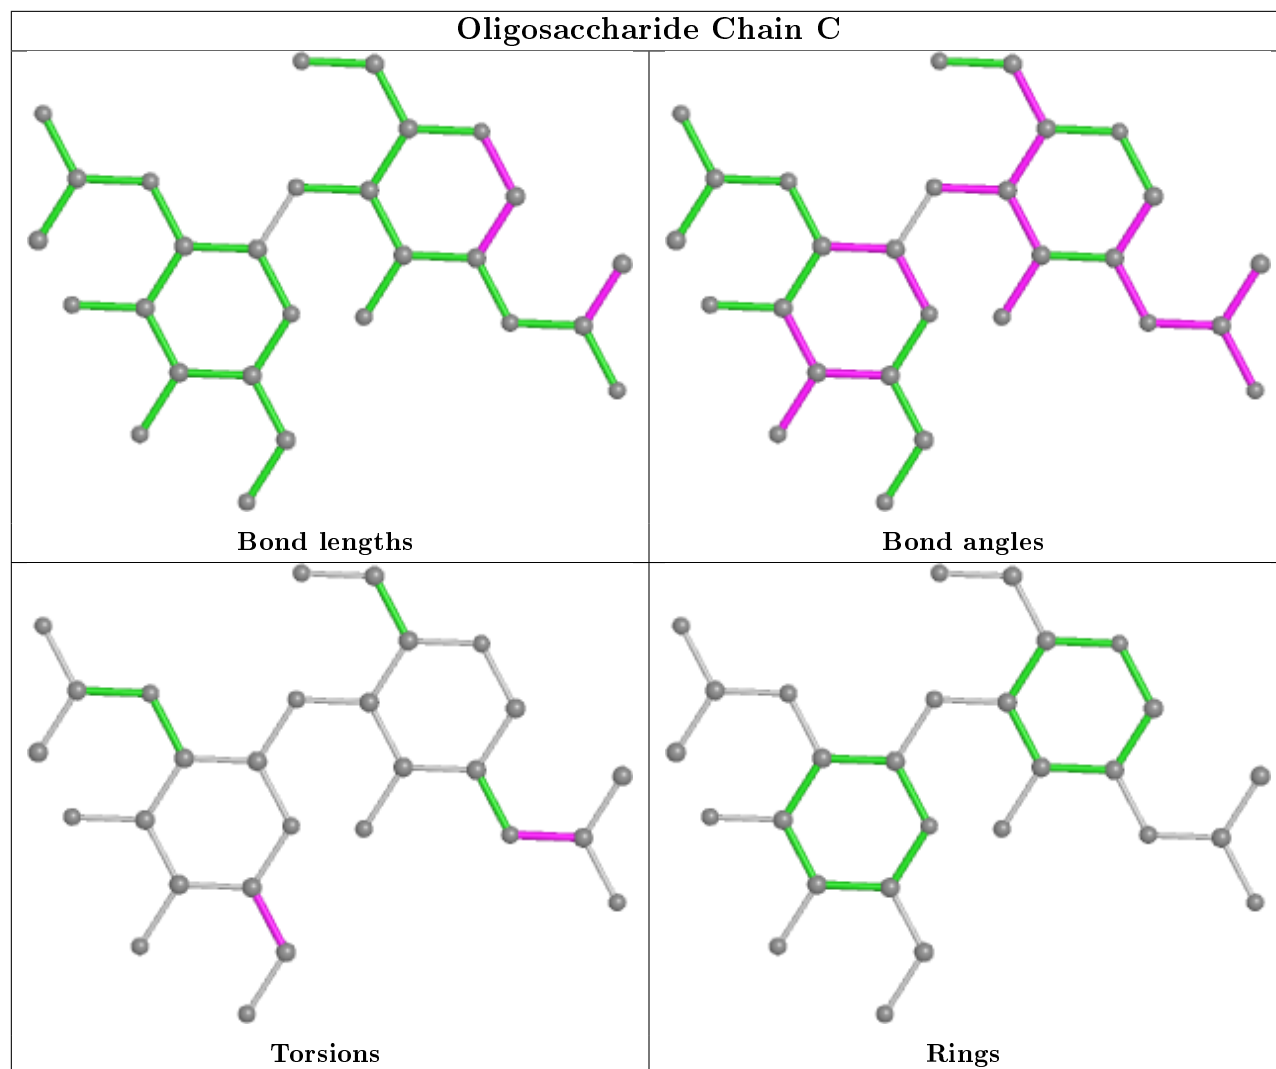 Oligosaccharide Chain C
Bond lengths
Bond angles
Torsions
Rings